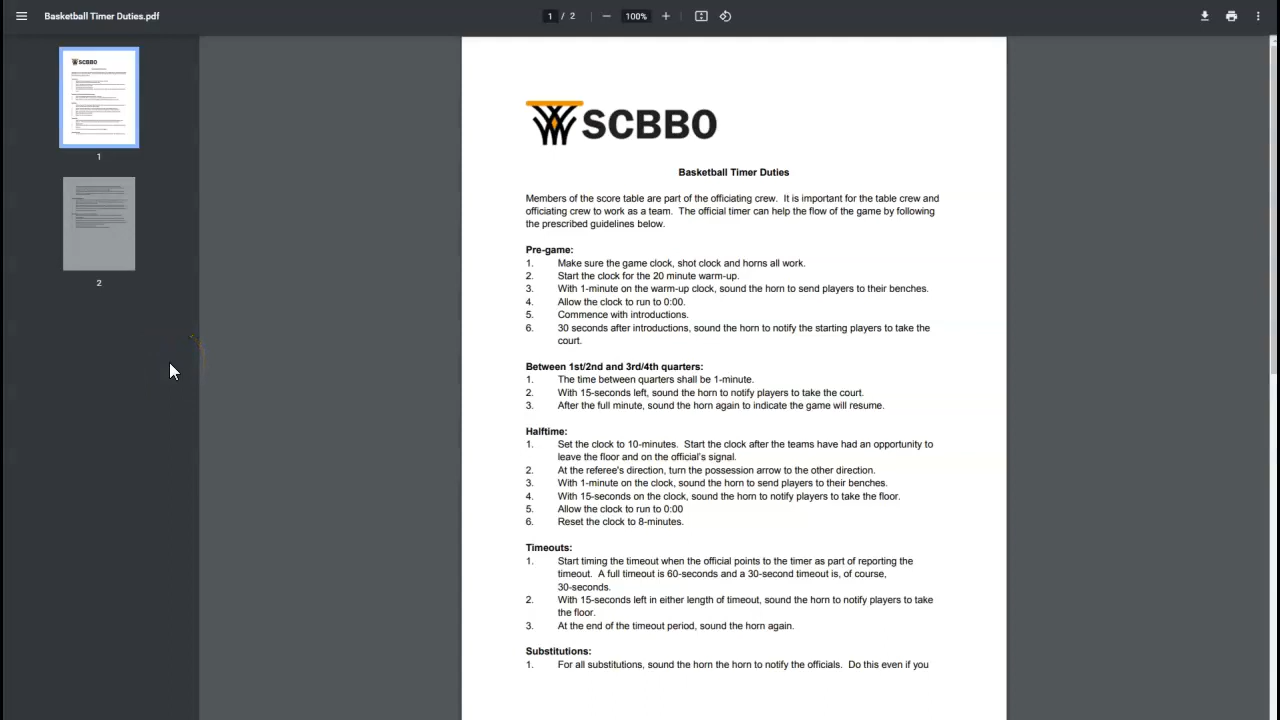 Basketball Timer Duties.pdf
1 / 2
100%
SCBBO
1
2
SCBBO
Basketball Timer Duties
Members of the score table are part of the officiating crew. It is important for the table crew and
officiating crew to work as a team. The official timer can help the flow of the game by following
the prescribed guidelines below.
Pre-game:
1. Make sure the game clock, shot clock and horns all work.
2. Start the clock for the 20 minute warm-up.
3. With 1-minute on the warm-up clock, sound the horn to send players to their benches.
4. Allow the clock to run to 0:00.
5. Commence with introductions.
6. 30 seconds after introductions, sound the horn to notify the starting players to take the
court.
Between 1st/2nd and 3rd/4th quarters:
1. The time between quarters shall be 1-minute.
2. With 15-seconds left, sound the horn to notify players to take the court.
3. After the full minute, sound the horn again to indicate the game will resume.
Halftime:
1. Set the clock to 10-minutes. Start the clock after the teams have had an opportunity to
leave the floor and on the official's signal.
2. At the referee's direction, turn the possession arrow to the other direction.
3. With 1-minute on the clock, sound the horn to send players to their benches.
4. With 15-seconds on the clock, sound the horn to notify players to take the floor.
5. Allow the clock to run to 0:00
6. Reset the clock to 8-minutes.
Timeouts:
1. Start timing the timeout when the official points to the timer as part of reporting the
timeout. A full timeout is 60-seconds and a 30-second timeout is, of course,
30-seconds.
2. With 15-seconds left in either length of timeout, sound the horn to notify players to take
the floor.
3. At the end of the timeout period, sound the horn again.
Substitutions:
1. For all substitutions, sound the horn the horn to notify the officials. Do this even if you